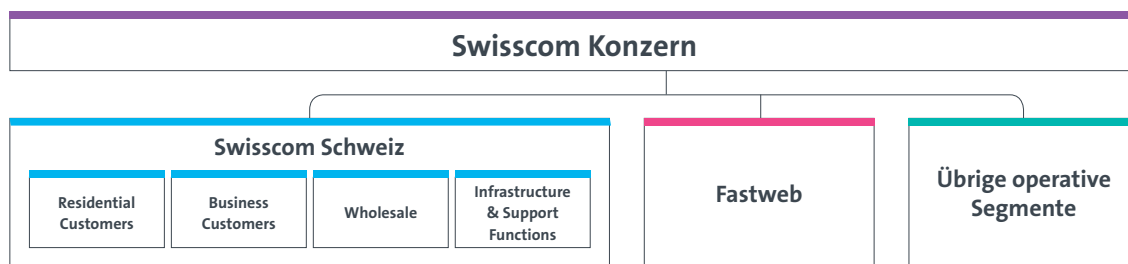 Swisscom Konzern
Swisscom Schweiz
Residential
Customers
Business
Customers
Wholesale
Infrastructure
& Support
Functions
Fastweb
Übrige operative
Segmente